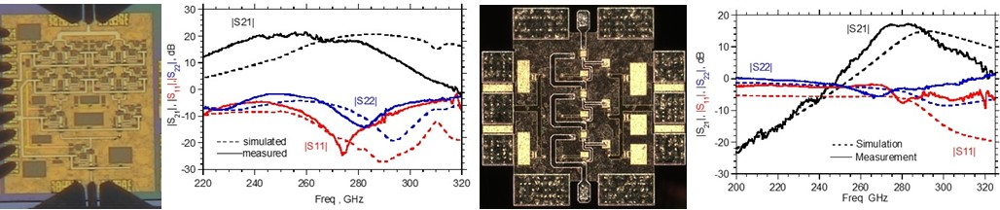 30
20
10
0
-10
-20
-30
|S21|, |S11|, |S22|, dB
|S21|
|S22|
|S11|
simulated
measured
220 240 260 280 300 320
Freq , GHz
20
10
0
-10
-20
-30
|S21|, |S11|, |S22|, dB
|S21|
|S22|
Simulation
Measurement
|S11|
200 220 240 260 280 300 320
Freq GHz